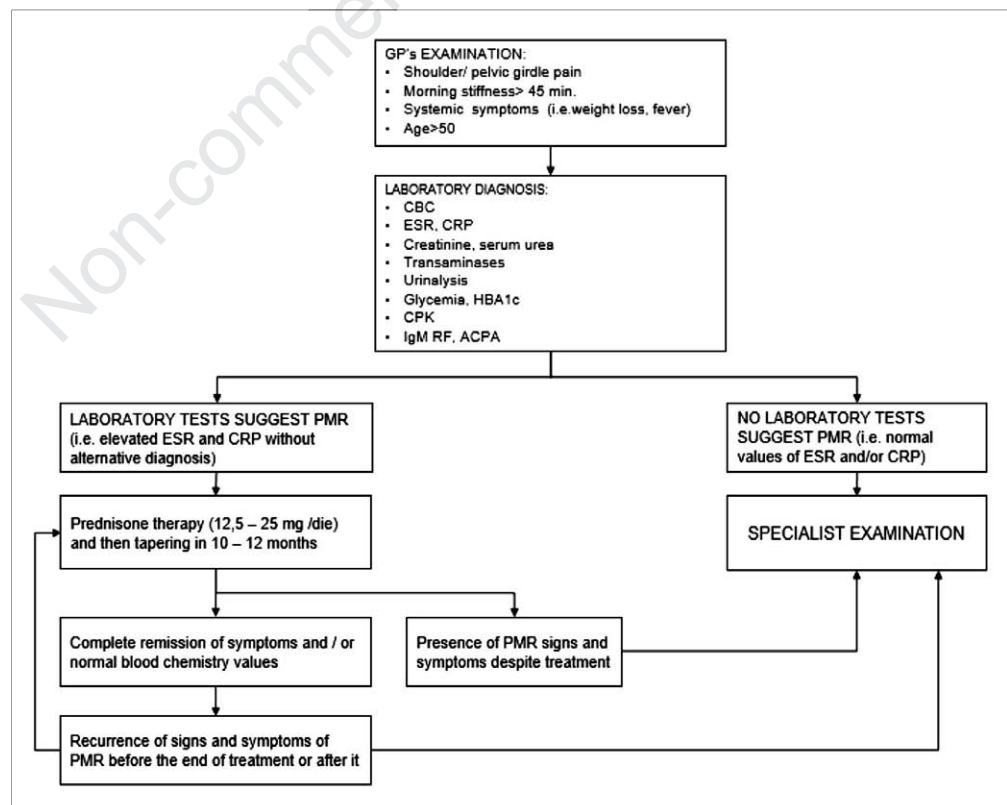 Non-comme
GP's EXAMINATION:
• Shoulder/ pelvic girdle pain
• Morning stiffness> 45 min.
• Systemic symptoms (i.e.weight loss, fever)
• Age>50
LABORATORY DIAGNOSIS:
• CBC
• ESR, CRP
• Creatinine, serum urea
• Transaminases
• Urinalysis
• Glycemia, HBA1c
• CPK
• IgM RF, ACPA
LABORATORY TESTS SUGGEST PMR
(i.e. elevated ESR and CRP without
alternative diagnosis)
NO LABORATORY TESTS
SUGGEST PMR (i.e. normal
values of ESR and/or CRP)
Prednisone therapy (12,5 – 25 mg /die)
and then tapering in 10 – 12 months
SPECIALIST EXAMINATION
Complete remission of symptoms and / or
normal blood chemistry values
Presence of PMR signs and
symptoms despite treatment
Recurrence of signs and symptoms of
PMR before the end of treatment or after it